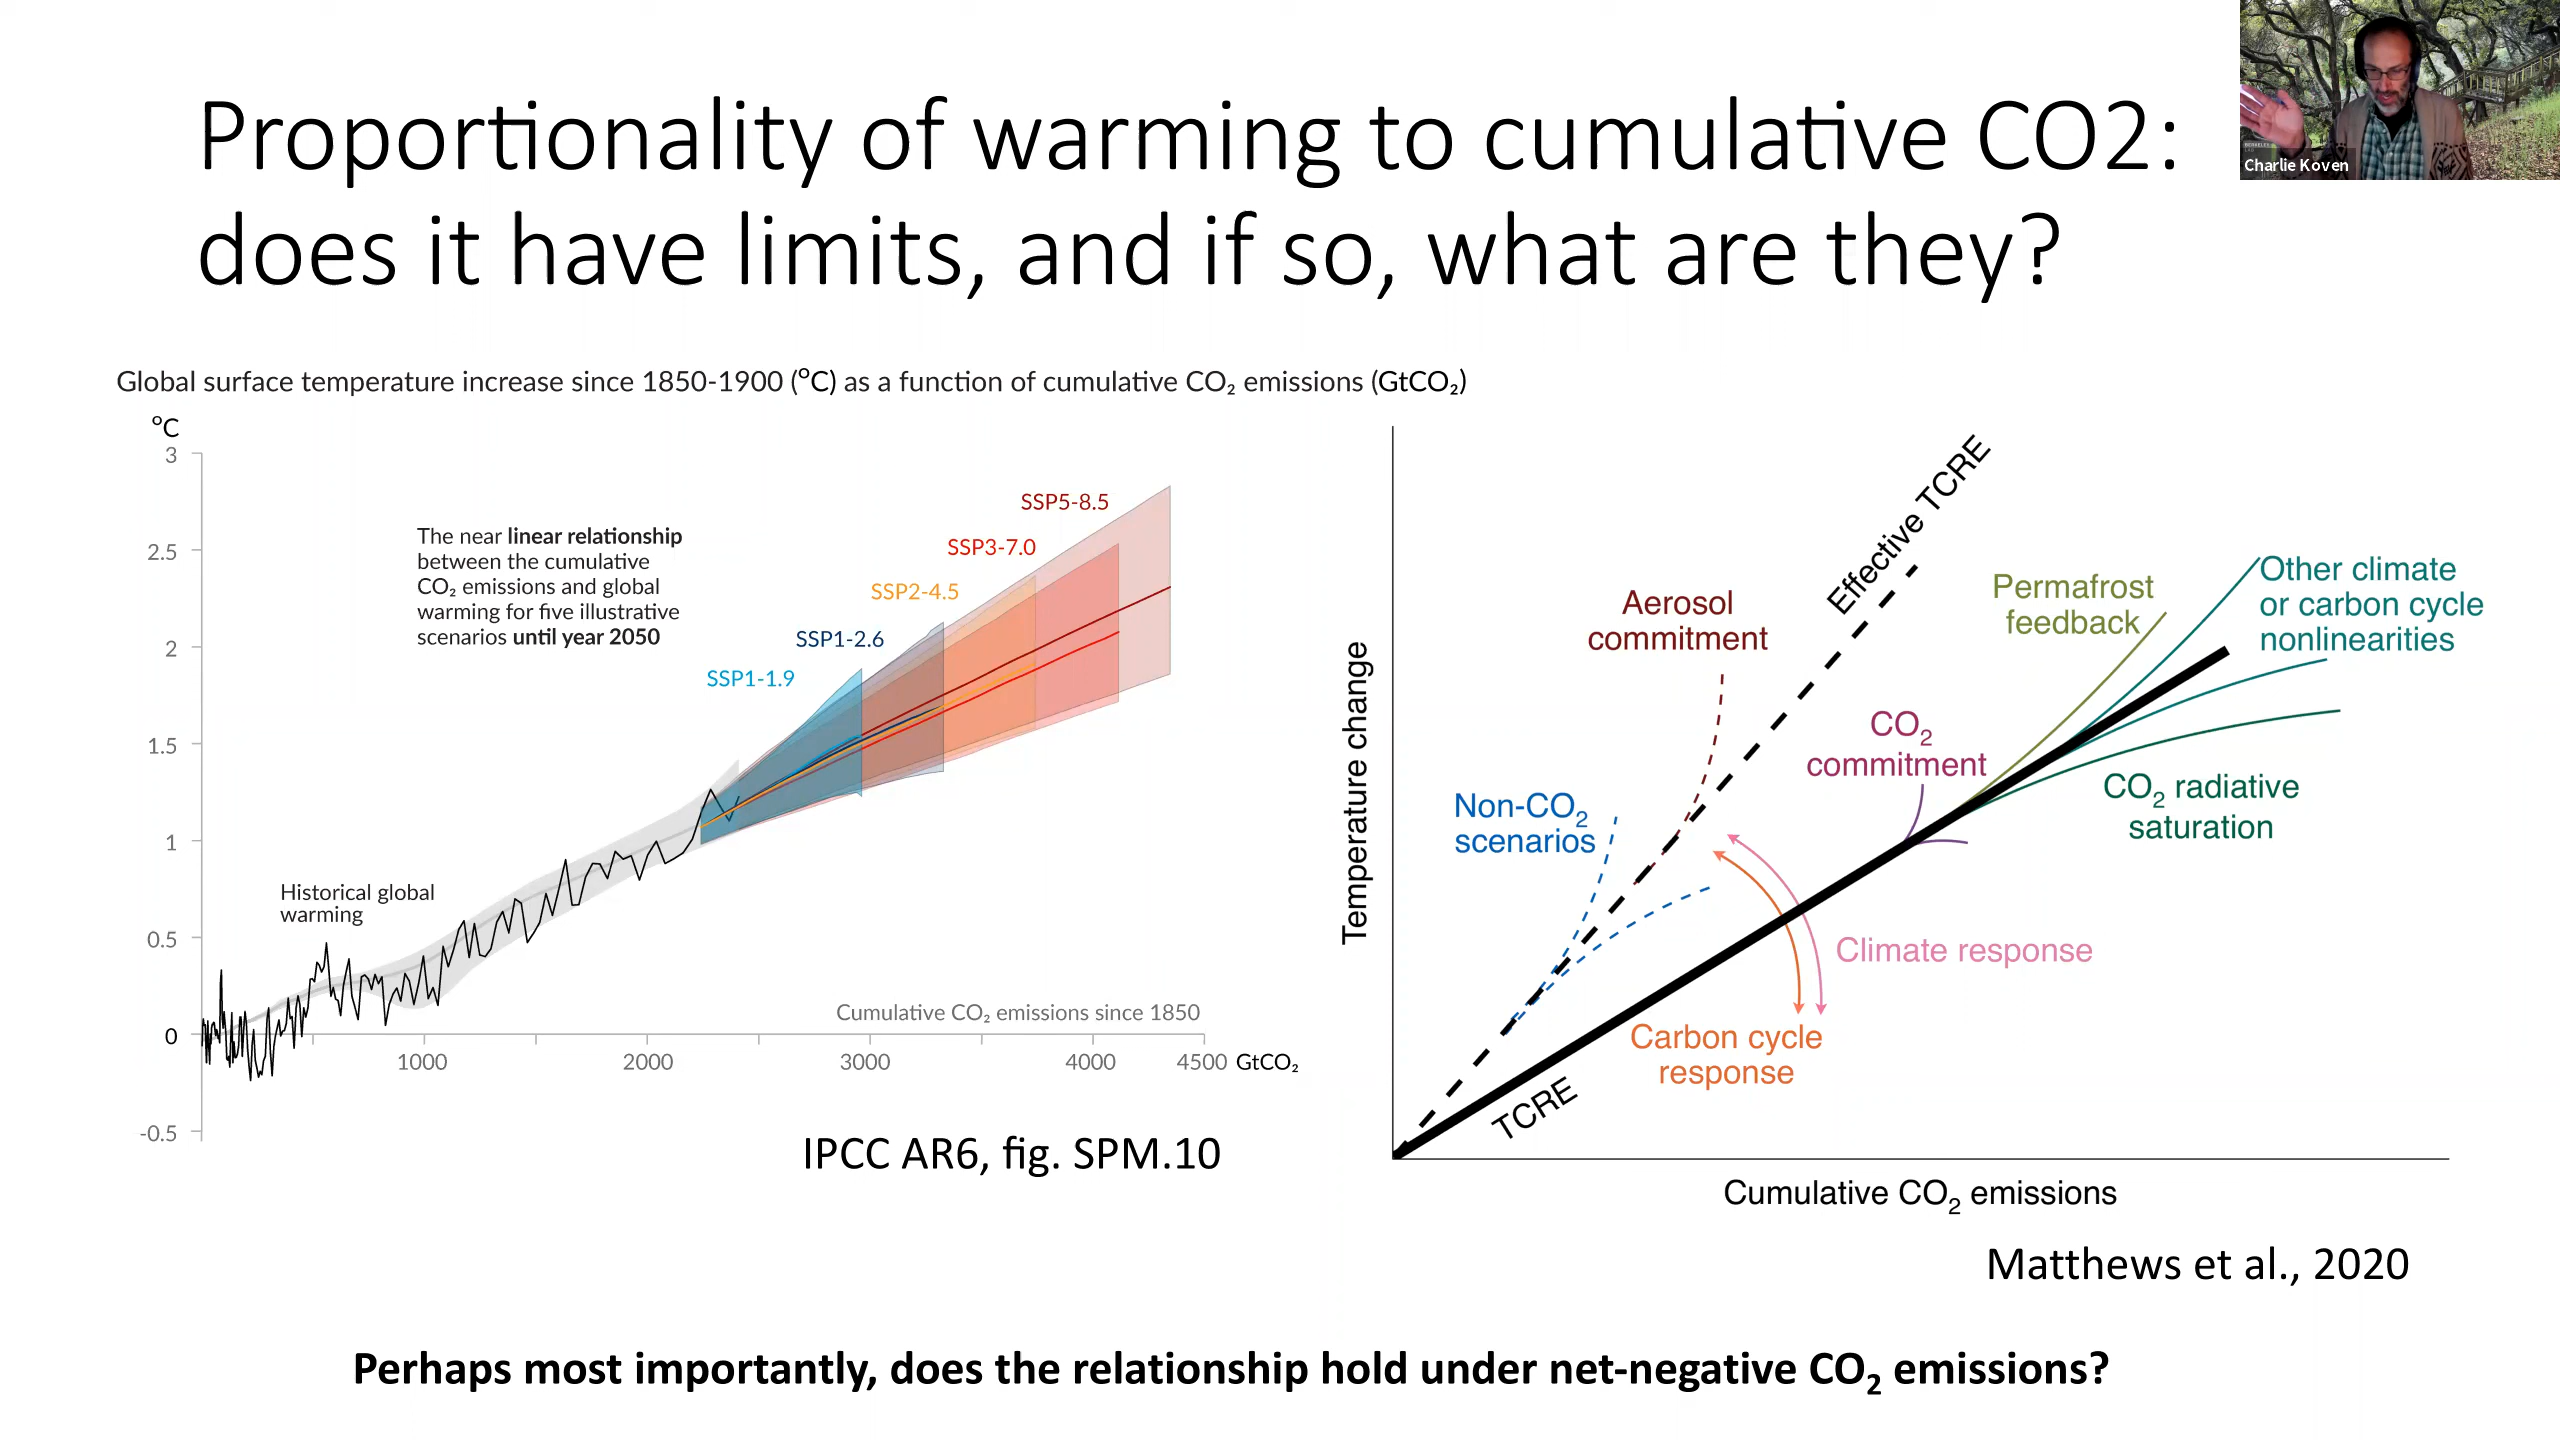 Proportionality of warming to cumulative CO2:
does it have limits, and if so, what are they?
Charlie Koven
Global surface temperature increase since 1850-1900 (ºC) as a function of cumulative CO₂ emissions (GtCO₂)
ºC
3
2.5
2
1.5
1
0.5
0
-0.5
The near linear relationship
between the cumulative
CO₂ emissions and global
warming for five illustrative
scenarios until year 2050
SSP5-8.5
SSP3-7.0
SSP2-4.5
SSP1-2.6
SSP1-1.9
Historical global
warming
Cumulative CO₂ emissions since 1850
1000
2000
3000
4000
4500 GtCO₂
IPCC AR6, fig. SPM.10
Temperature change
Effective TCRE
Aerosol
commitment
Permafrost
feedback
Other climate
or carbon cycle
nonlinearities
CO₂
commitment
Non-CO₂
scenarios
CO₂ radiative
saturation
Climate response
Carbon cycle
response
TCRE
Cumulative CO₂ emissions
Matthews et al., 2020
Perhaps most importantly, does the relationship hold under net-negative CO₂ emissions?